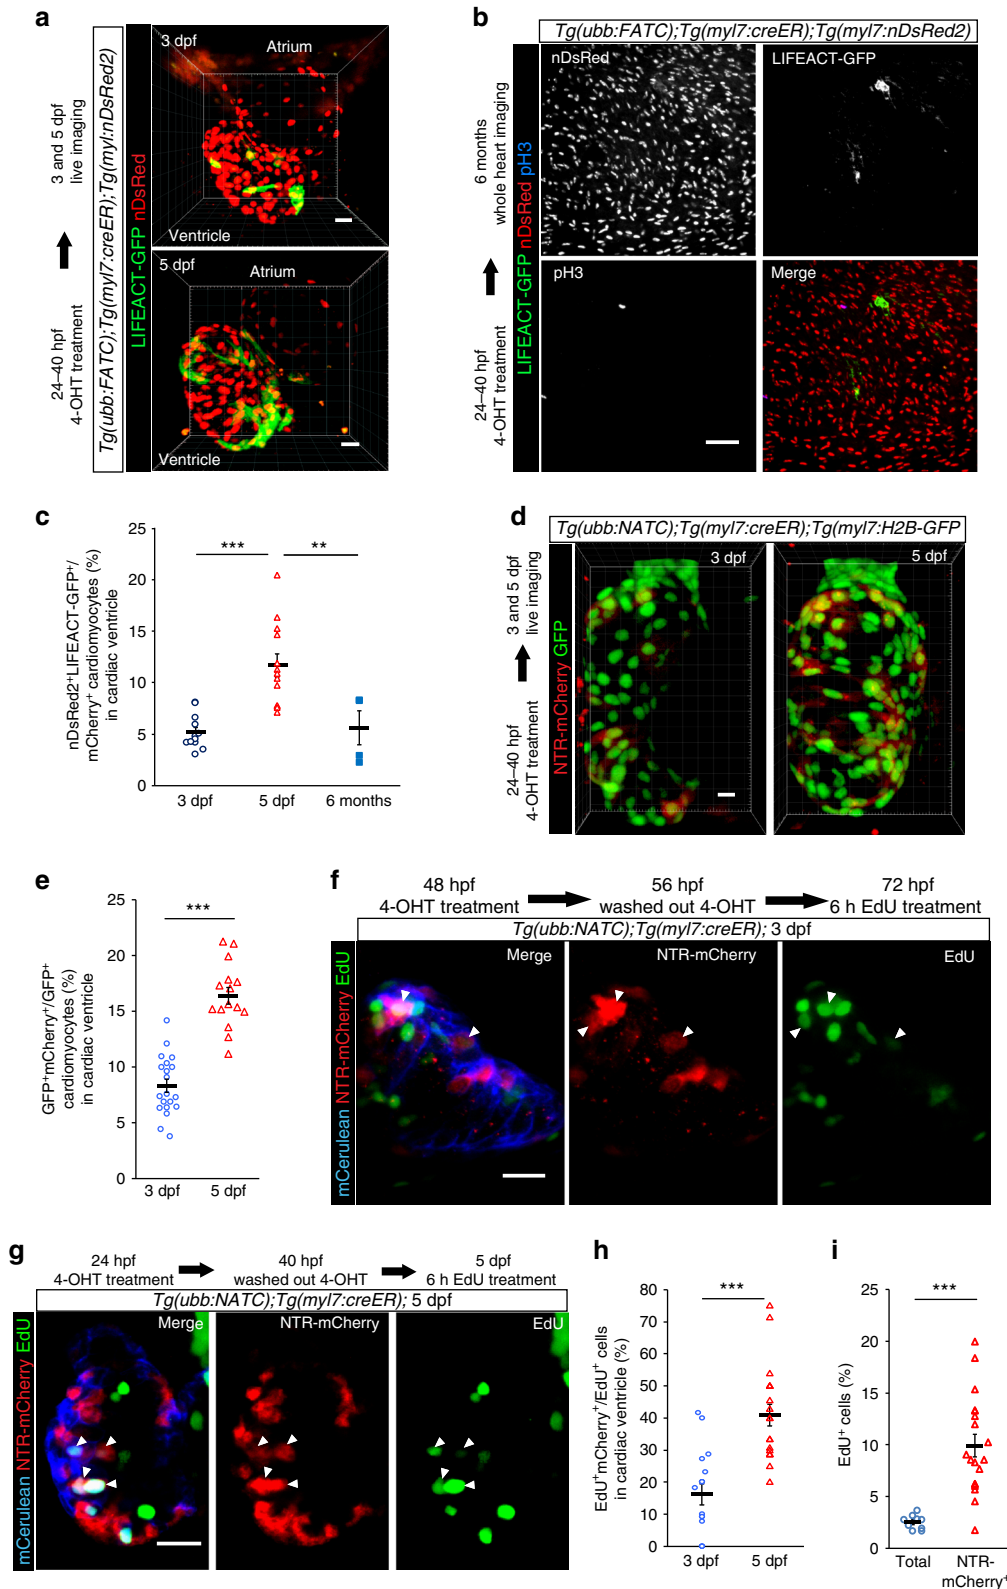 a
3 and 5 dpf
live imaging
24–40 hpf
4-OHT treatment
Tg(ubb:FATC);Tg(myl7:creER);Tg(myl:nDsRed2)
LIFEACT-GFP nDsRed
3 dpf
Atrium
Ventricle
5 dpf
Atrium
Ventricle
b
Tg(ubb:FATC);Tg(myl7:creER);Tg(myl7:nDsRed2)
6 months
whole heart imaging
24–40 hpf
4-OHT treatment
LIFEACT-GFP nDsRed pH3
nDsRed
LIFEACT-GFP
pH3
Merge
c
nDsRed2+LIFEACT-GFP+/
mCherry+ cardiomyocytes (%)
in cardiac ventricle
25
20
15
10
5
0
***
**
3 dpf
5 dpf
6 months
d
Tg(ubb:NATC);Tg(myl7:creER);Tg(myl7:H2B-GFP
3 and 5 dpf
live imaging
24–40 hpf
4-OHT treatment
NTR-mCherry GFP
3 dpf
5 dpf
e
GFP+mCherry+/GFP+
cardiomyocytes (%)
in cardiac ventricle
25
20
15
10
5
0
***
3 dpf
5 dpf
f
48 hpf
4-OHT treatment
56 hpf
washed out 4-OHT
72 hpf
6 h EdU treatment
Tg(ubb:NATC);Tg(myl7:creER); 3 dpf
mCerulean NTR-mCherry EdU
Merge
NTR-mCherry
EdU
g
24 hpf
4-OHT treatment
40 hpf
washed out 4-OHT
5 dpf
6 h EdU treatment
Tg(ubb:NATC);Tg(myl7:creER); 5 dpf
mCerulean NTR-mCherry EdU
Merge
NTR-mCherry
EdU
h
EdU+mCherry+/EdU+ cells
in cardiac ventricle (%)
80
70
60
50
40
30
20
10
0
***
3 dpf
5 dpf
i
EdU+ cells (%)
25
20
15
10
5
0
***
Total
NTR-
mCherry+